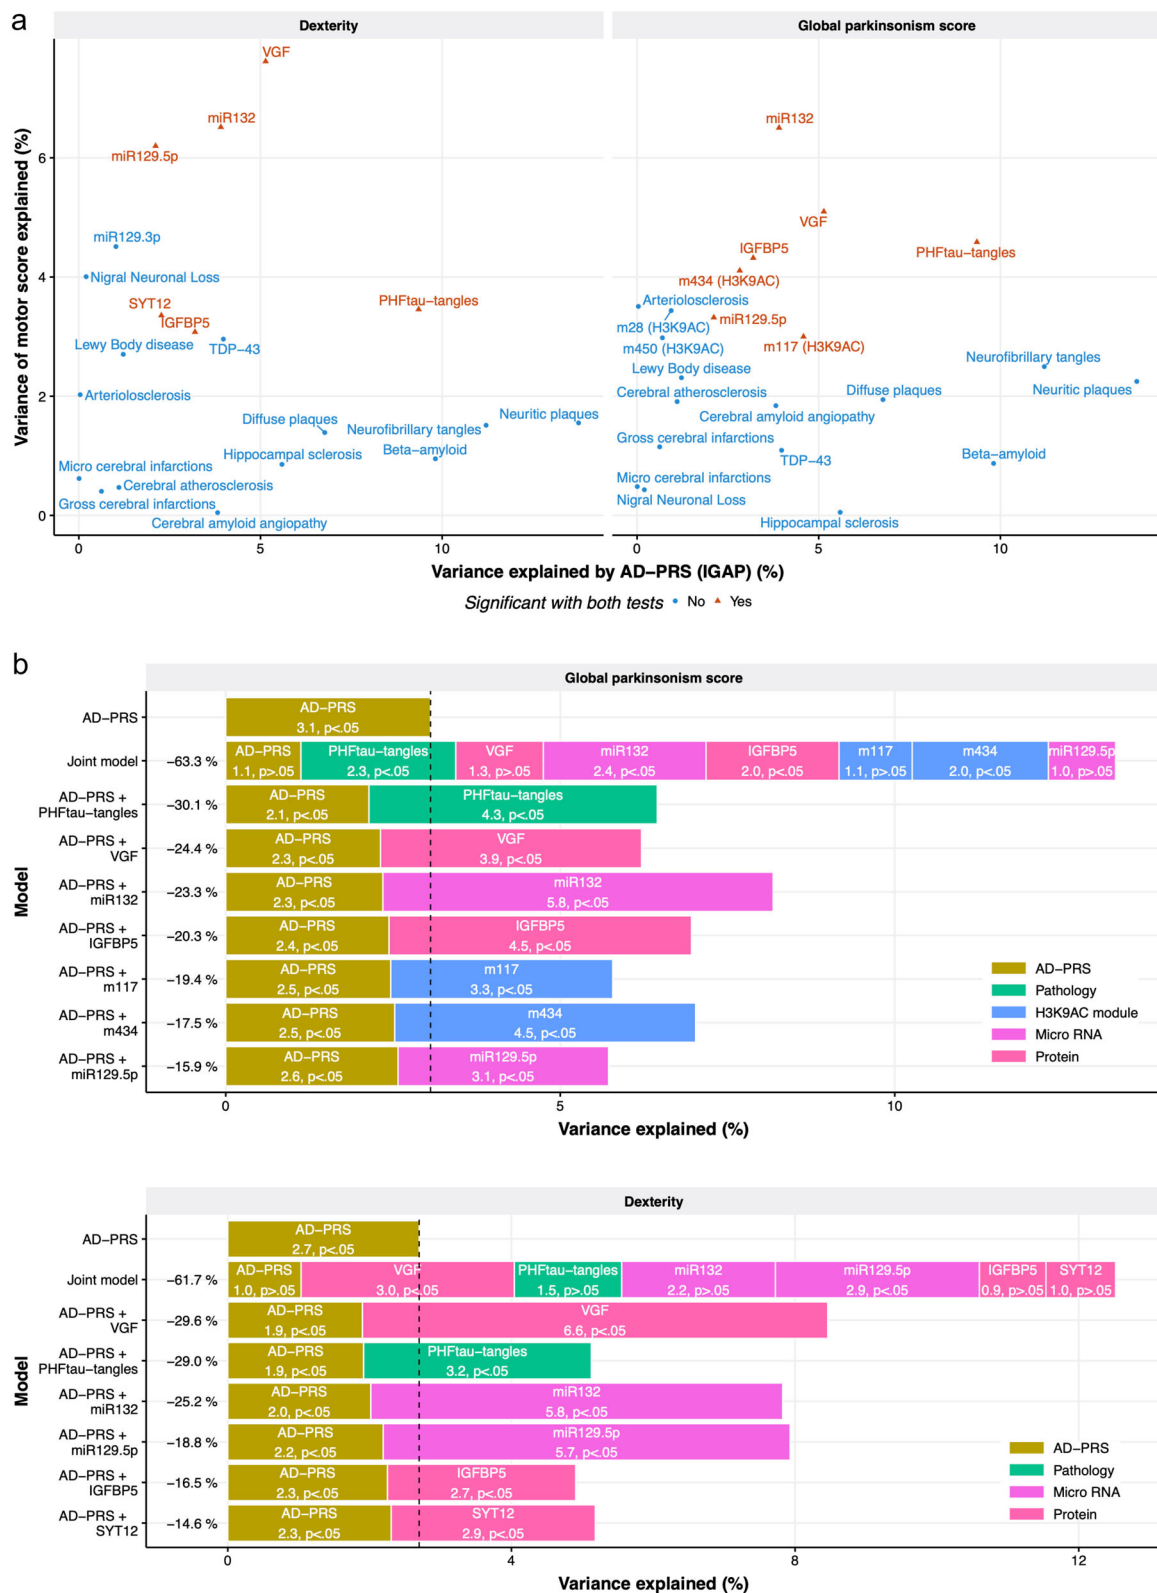 a
Dexterity
Global parkinsonism score
Variance of motor score explained (%)
6
4
2
0
VGF
miR132
miR129.5p
miR129.3p
Nigral Neuronal Loss
SYT12
IGFBP5
PHFtau-tangles
Lewy Body disease
TDP-43
Arteriolosclerosis
Diffuse plaques
Neuritic plaques
Neurofibrillary tangles
Hippocampal sclerosis
Beta-amyloid
Micro cerebral infarctions
Cerebral atherosclerosis
Gross cerebral infarctions
Cerebral amyloid angiopathy
0
5
10
miR132
VGF
IGFBP5
PHFtau-tangles
m434 (H3K9AC)
Arteriolosclerosis
m28 (H3K9AC)
miR129.5p
m450 (H3K9AC)
m117 (H3K9AC)
Neurofibrillary tangles
Lewy Body disease
Cerebral atherosclerosis
Diffuse plaques
Neuritic plaques
Cerebral amyloid angiopathy
Gross cerebral infarctions
TDP-43
Beta-amyloid
Micro cerebral infarctions
Nigral Neuronal Loss
Hippocampal sclerosis
0
5
10
Variance explained by AD-PRS (IGAP) (%)
Significant with both tests
No
Yes
b
Global parkinsonism score
Model
AD-PRS
AD-PRS
3.1, p<.05
Joint model
-63.3 %
AD-PRS
1.1, p>.05
PHFtau-tangles
2.3, p<.05
VGF
1.3, p>.05
miR132
2.4, p<.05
IGFBP5
2.0, p<.05
m117
1.1, p>.05
m434
2.0, p<.05
miR129.5p
1.0, p>.05
AD-PRS +
PHFtau-tangles
-30.1 %
AD-PRS
2.1, p<.05
PHFtau-tangles
4.3, p<.05
AD-PRS +
VGF
-24.4 %
AD-PRS
2.3, p<.05
VGF
3.9, p<.05
AD-PRS +
miR132
-23.3 %
AD-PRS
2.3, p<.05
miR132
5.8, p<.05
AD-PRS +
IGFBP5
-20.3 %
AD-PRS
2.4, p<.05
IGFBP5
4.5, p<.05
AD-PRS +
m117
-19.4 %
AD-PRS
2.5, p<.05
m117
3.3, p<.05
AD-PRS +
m434
-17.5 %
AD-PRS
2.5, p<.05
m434
4.5, p<.05
AD-PRS +
miR129.5p
-15.9 %
AD-PRS
2.6, p<.05
miR129.5p
3.1, p<.05
AD-PRS
Pathology
H3K9AC module
Micro RNA
Protein
0
5
10
Variance explained (%)
Dexterity
Model
AD-PRS
AD-PRS
2.7, p<.05
Joint model
-61.7 %
AD-PRS
1.0, p>.05
VGF
3.0, p<.05
PHFtau-tangles
1.5, p>.05
miR132
2.2, p>.05
miR129.5p
2.9, p<.05
IGFBP5
0.9, p>.05
SYT12
1.0, p>.05
AD-PRS +
VGF
-29.6 %
AD-PRS
1.9, p<.05
VGF
6.6, p<.05
AD-PRS +
PHFtau-tangles
-29.0 %
AD-PRS
1.9, p<.05
PHFtau-tangles
3.2, p<.05
AD-PRS +
miR132
-25.2 %
AD-PRS
2.0, p<.05
miR132
5.8, p<.05
AD-PRS +
miR129.5p
-18.8 %
AD-PRS
2.2, p<.05
miR129.5p
5.7, p<.05
AD-PRS +
IGFBP5
-16.5 %
AD-PRS
2.3, p<.05
IGFBP5
2.7, p<.05
AD-PRS +
SYT12
-14.6 %
AD-PRS
2.3, p<.05
SYT12
2.9, p<.05
AD-PRS
Pathology
Micro RNA
Protein
0
4
8
12
Variance explained (%)